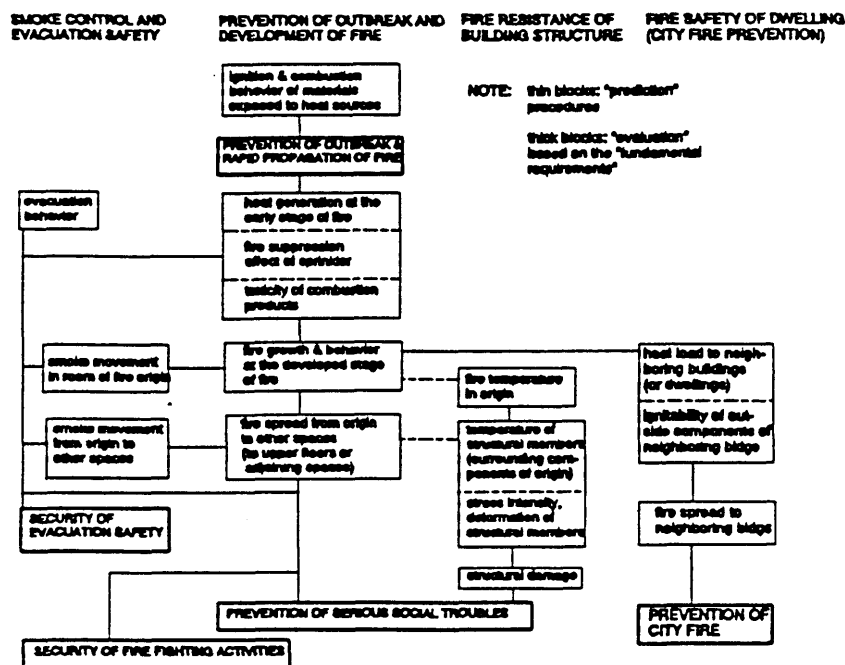 SMOKE CONTROL AND
EVACUATION SAFETY
PREVENTION OF OUTBREAK AND
DEVELOPMENT OF FIRE
FIRE RESISTANCE OF
BUILDING STRUCTURE
FIRE SAFETY OF DWELLING
(CITY FIRE PREVENTION)
ignition & combustion
behavior of materials
exposed to heat sources
NOTE: thin blocks: "prediction"
procedures
thick blocks: "evaluation"
based on the "fundamental
requirements"
PREVENTION OF OUTBREAK &
RAPID PROPAGATION OF FIRE
evacuation
behavior
heat generation at the
early stage of fire
fire suppression
effect of sprinkler
toxicity of combustion
products
smoke movement
in room of fire origin
fire growth & behavior
at the developed stage
of fire
fire temperature
in origin
heat load to neigh-
boring buildings
(or dwellings)
ignitability of out-
side components of
neighboring bldgs
smoke movement
from origin to
other spaces
fire spread from origin
to other spaces
(to upper floors or
adjoining spaces)
temperature of
structural members
(surrounding com-
ponents of origin)
stress intensity,
deformation of
structural members
SECURITY OF
EVACUATION SAFETY
fire spread to
neighboring bldgs
structural damage
PREVENTION OF SERIOUS SOCIAL TROUBLES
PREVENTION OF
CITY FIRE
SECURITY OF FIRE FIGHTING ACTIVITIES